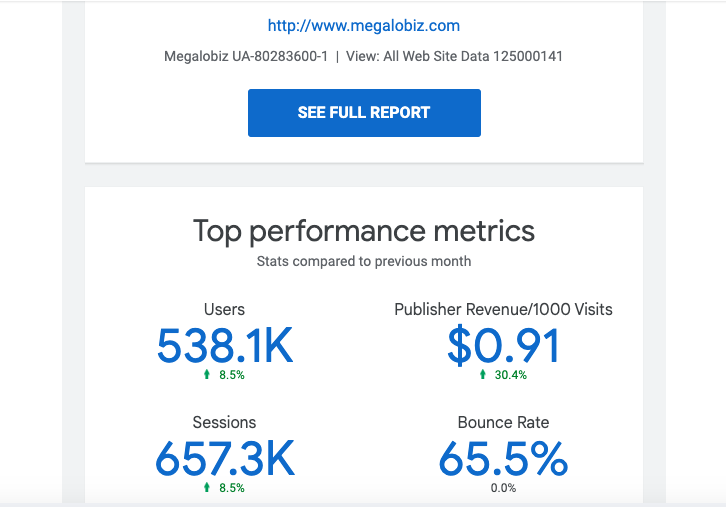 http://www.megalobiz.com
Megalobiz UA-80283600-1 | View: All Web Site Data 125000141
SEE FULL REPORT
Top performance metrics
Stats compared to previous month
Users
538.1K
8.5%
Publisher Revenue/1000 Visits
$0.91
30.4%
Sessions
657.3K
8.5%
Bounce Rate
65.5%
0.0%